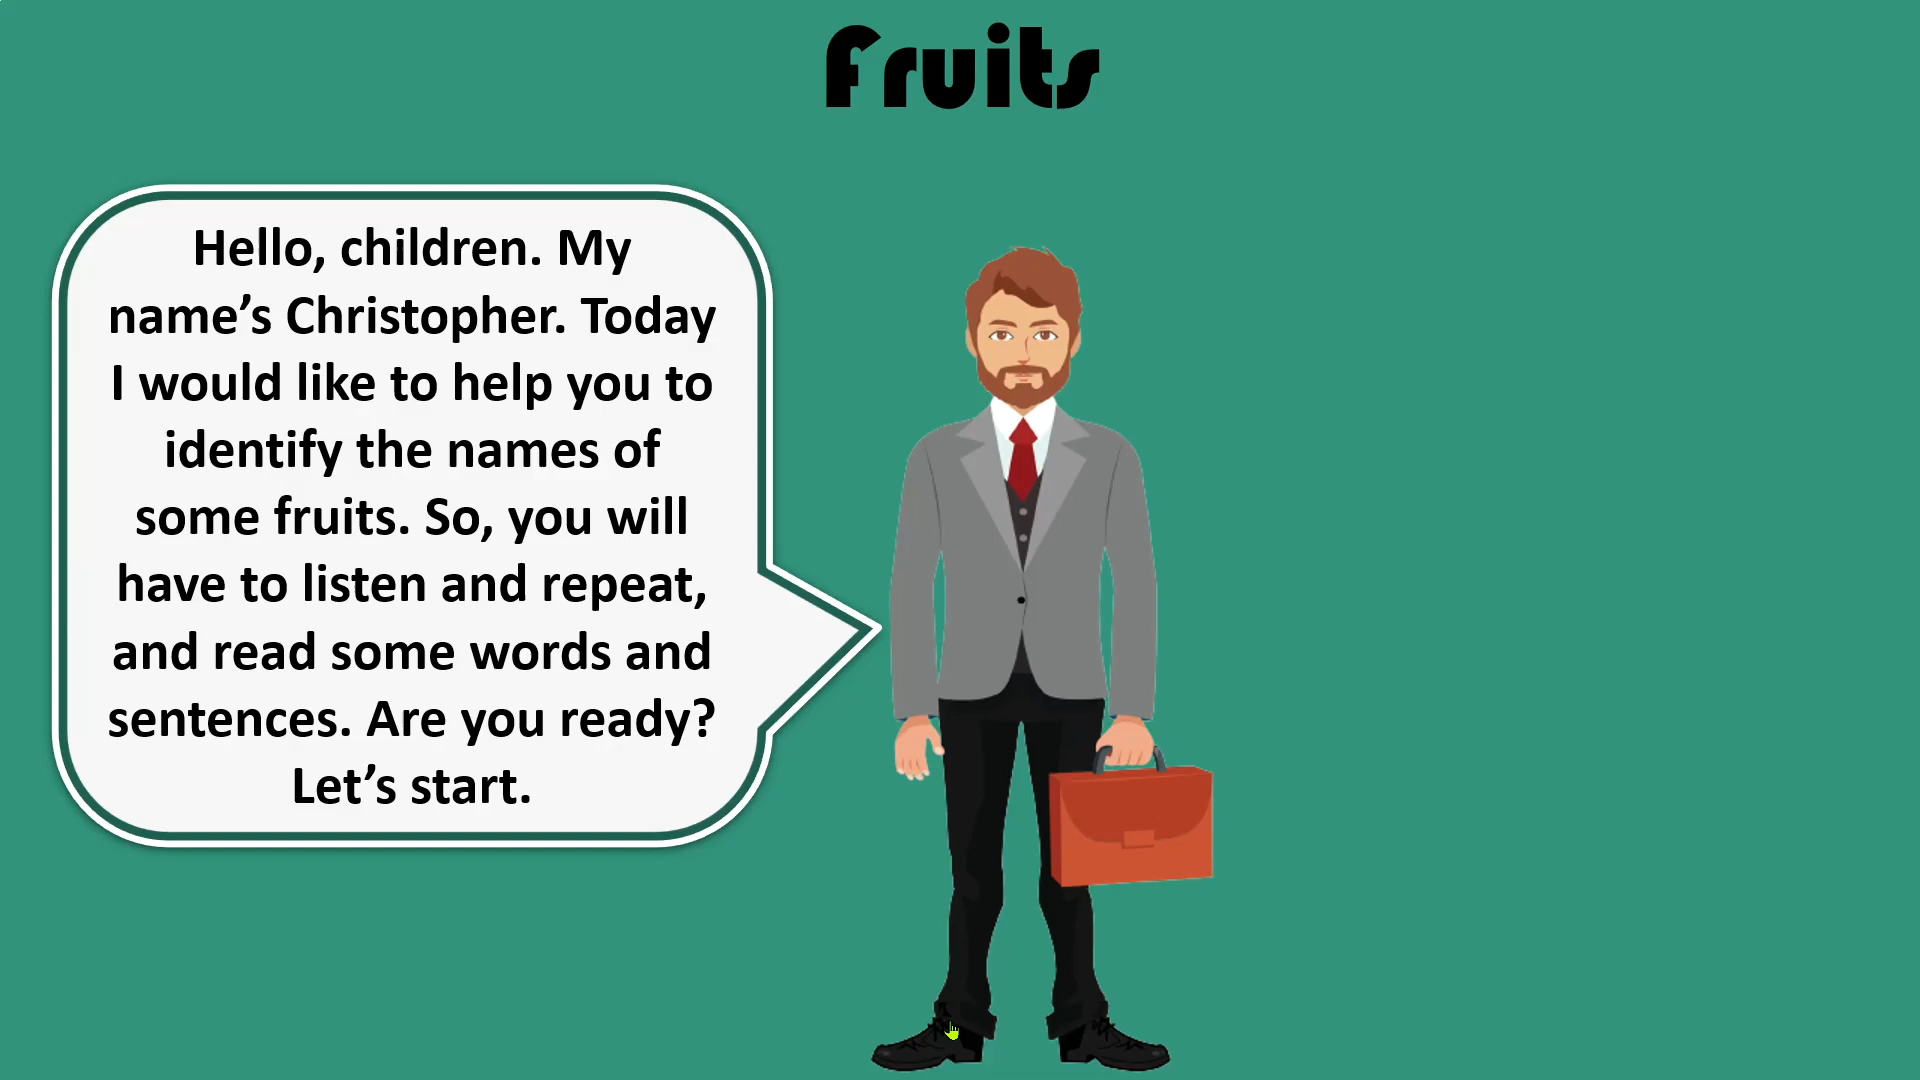 Fruits
Hello, children. My
name’s Christopher. Today
I would like to help you to
identify the names of
some fruits. So, you will
have to listen and repeat,
and read some words and
sentences. Are you ready?
Let’s start.